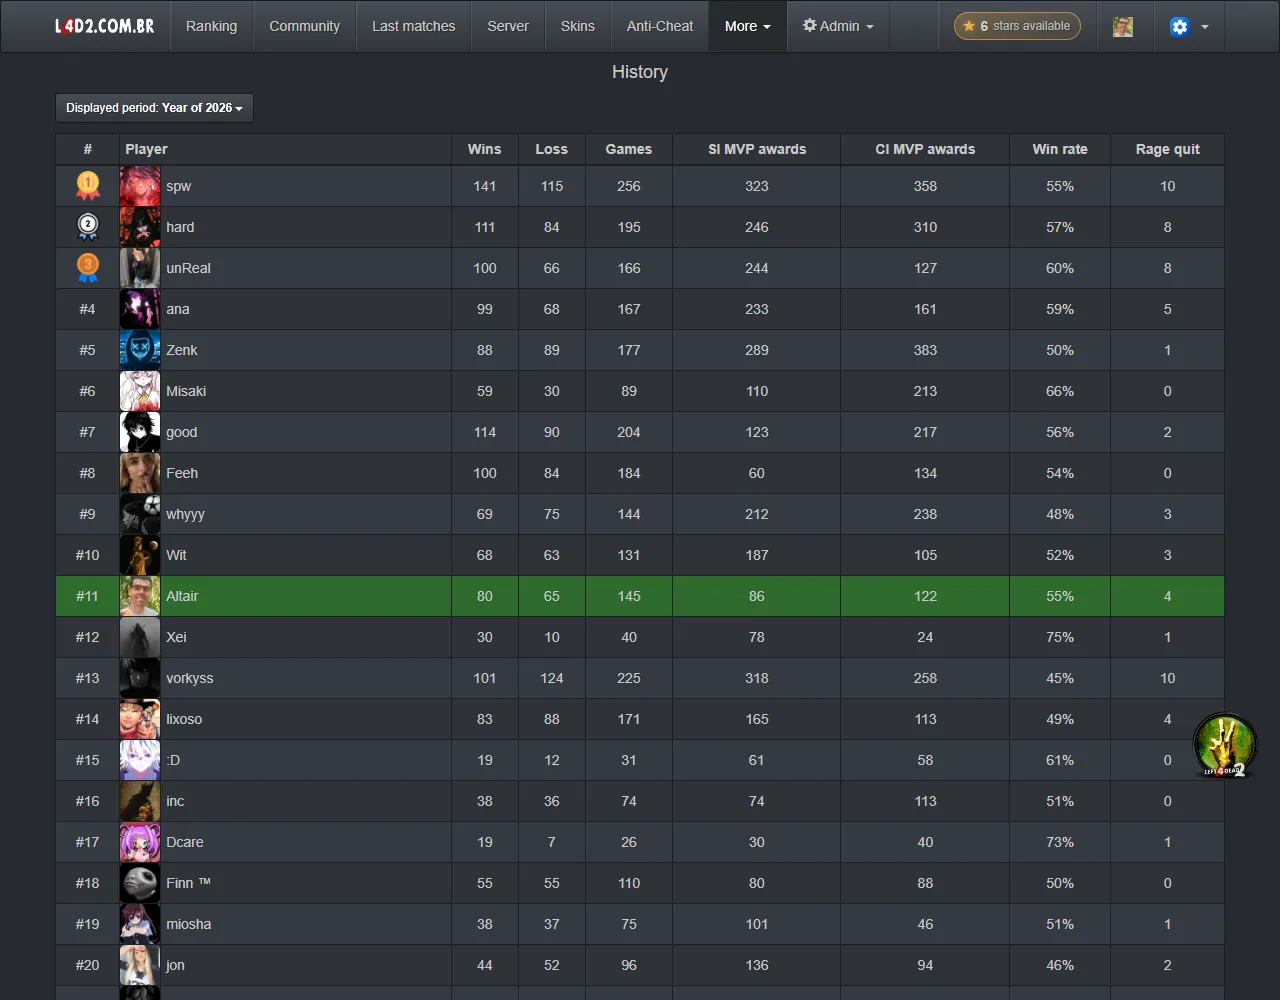 L4D2.COM.BR Ranking Community Last matches Server Skins Anti-Cheat More Admin 6 stars available
History
Displayed period: Year of 2026
# Player Wins Loss Games SI MVP awards CI MVP awards Win rate Rage quit
1 spw 141 115 256 323 358 55% 10
2 hard 111 84 195 246 310 57% 8
3 unReal 100 66 166 244 127 60% 8
#4 ana 99 68 167 233 161 59% 5
#5 Zenk 88 89 177 289 383 50% 1
#6 Misaki 59 30 89 110 213 66% 0
#7 good 114 90 204 123 217 56% 2
#8 Feeh 100 84 184 60 134 54% 0
#9 whyyy 69 75 144 212 238 48% 3
#10 Wit 68 63 131 187 105 52% 3
#11 Altair 80 65 145 86 122 55% 4
#12 Xei 30 10 40 78 24 75% 1
#13 vorkyss 101 124 225 318 258 45% 10
#14 lixoso 83 88 171 165 113 49% 4
#15 :D 19 12 31 61 58 61% 0
LEFT 4 DEAD 2
#16 inc 38 36 74 74 113 51% 0
#17 Dcare 19 7 26 30 40 73% 1
#18 Finn ™ 55 55 110 80 88 50% 0
#19 miosha 38 37 75 101 46 51% 1
#20 jon 44 52 96 136 94 46% 2